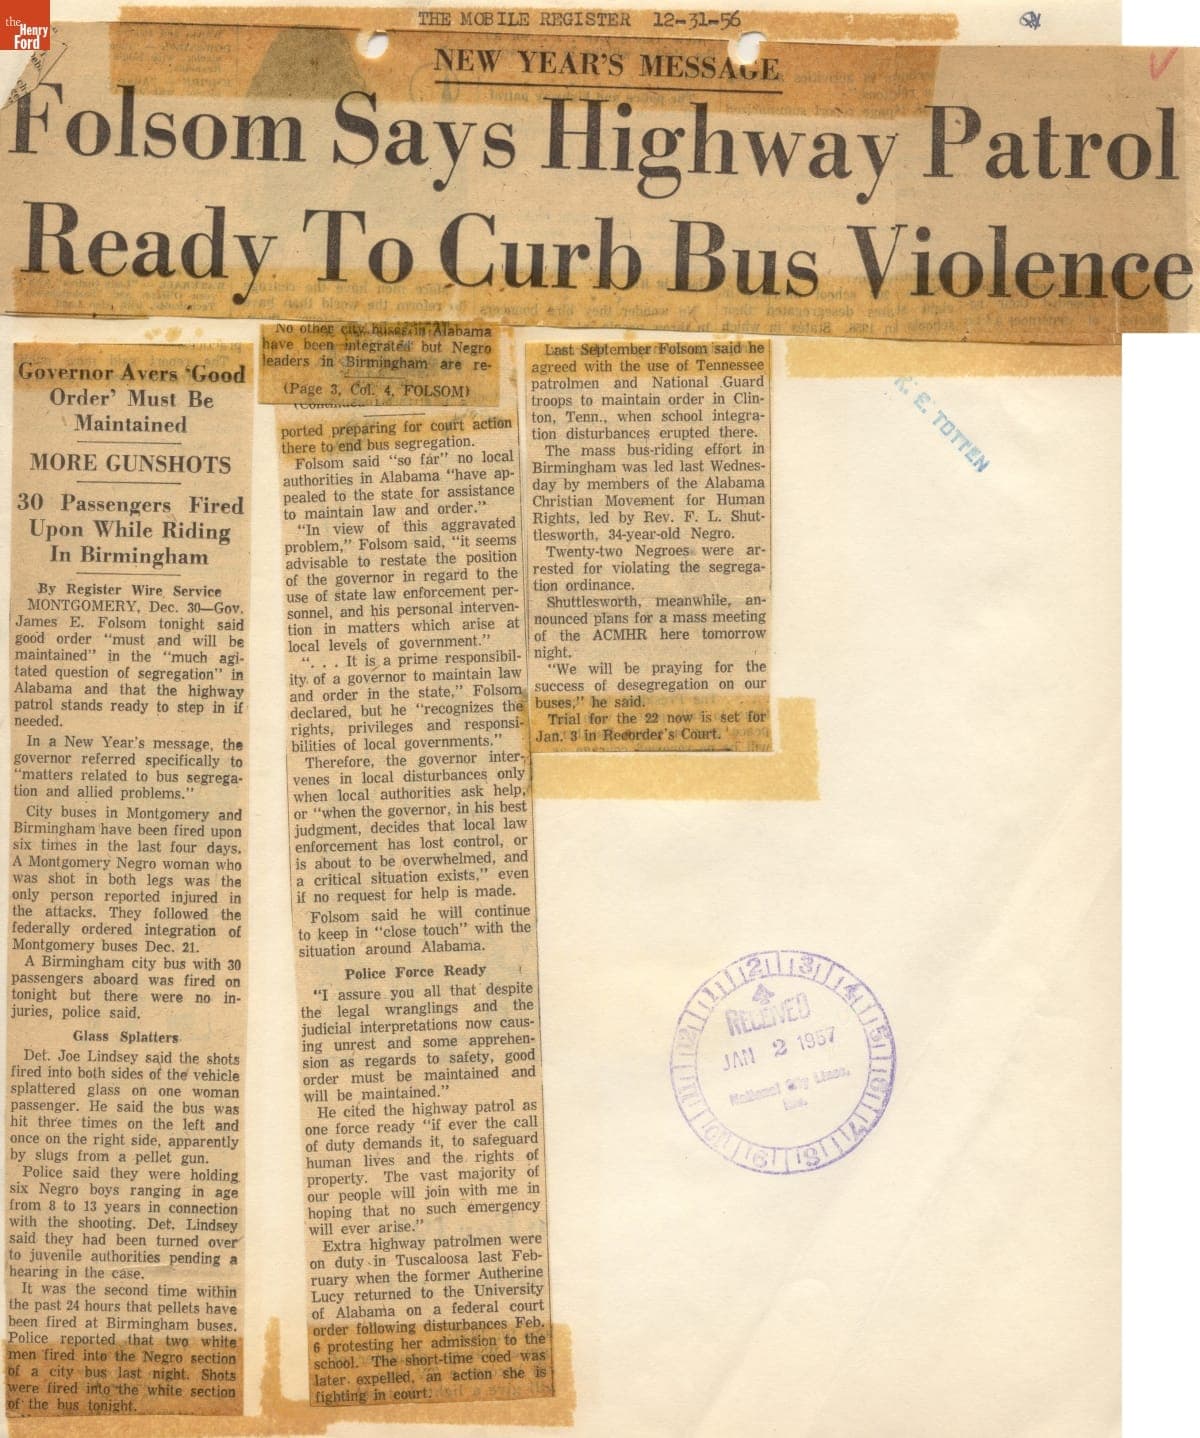 the
Henry
Ford
THE MOBILE REGISTER 12-31-56
NEW YEAR'S MESSAGE
Folsom Says Highway Patrol
Ready To Curb Bus Violence
Governor Avers 'Good
Order' Must Be
Maintained
MORE GUNSHOTS
30 Passengers Fired
Upon While Riding
In Birmingham
By Register Wire Service
MONTGOMERY, Dec. 30—Gov.
James E. Folsom tonight said
good order "must and will be
maintained" in the "much agi-
tated question of segregation" in
Alabama and that the highway
patrol stands ready to step in if
needed.
In a New Year's message, the
governor referred specifically to
"matters related to bus segrega-
tion and allied problems."
City buses in Montgomery and
Birmingham have been fired upon
six times in the last four days.
A Montgomery Negro woman who
was shot in both legs was the
only person reported injured in
the attacks. They followed the
federally ordered integration of
Montgomery buses Dec. 21.
A Birmingham city bus with 30
passengers aboard was fired on
tonight but there were no in-
juries, police said.
Glass Splatters
Det. Joe Lindsey said the shots
fired into both sides of the vehicle
splattered glass on one woman
passenger. He said the bus was
hit three times on the left and
once on the right side, apparently
by slugs from a pellet gun.
Police said they were holding
six Negro boys ranging in age
from 8 to 13 years in connection
with the shooting. Det. Lindsey
said they had been turned over
to juvenile authorities pending a
hearing in the case.
It was the second time within
the past 24 hours that pellets have
been fired at Birmingham buses.
Police reported that two white
men fired into the Negro section
of a city bus last night. Shots
were fired into the white section
of the bus tonight.
No other city buses in Alabama
have been integrated but Negro
leaders in Birmingham are re-
(Page 3, Col. 4, FOLSOM)
ported preparing for court action
there to end bus segregation.
Folsom said "so far" no local
authorities in Alabama "have ap-
pealed to the state for assistance
to maintain law and order."
"In view of this aggravated
problem," Folsom said, "it seems
advisable to restate the position
of the governor in regard to the
use of state law enforcement per-
sonnel, and his personal interven-
tion in matters which arise at
local levels of government."
". . . It is a prime responsibil-
ity of a governor to maintain law
and order in the state," Folsom
declared, but he "recognizes the
rights, privileges and responsi-
bilities of local governments."
Therefore, the governor inter-
venes in local disturbances only
when local authorities ask help,
or "when the governor, in his best
judgment, decides that local law
enforcement has lost control, or
is about to be overwhelmed, and
a critical situation exists," even
if no request for help is made.
Folsom said he will continue
to keep in "close touch" with the
situation around Alabama.
Police Force Ready
"I assure you all that despite
the legal wranglings and the
judicial interpretations now caus-
ing unrest and some apprehen-
sion as regards to safety, good
order must be maintained and
will be maintained."
He cited the highway patrol as
one force ready "if ever the call
of duty demands it, to safeguard
human lives and the rights of
property. The vast majority of
our people will join with me in
hoping that no such emergency
will ever arise."
Extra highway patrolmen were
on duty in Tuscaloosa last Feb-
ruary when the former Autherine
Lucy returned to the University
of Alabama on a federal court
order following disturbances Feb.
6 protesting her admission to the
school. The short-time coed was
later expelled, an action she is
fighting in court.
Last September Folsom said he
agreed with the use of Tennessee
patrolmen and National Guard
troops to maintain order in Clin-
ton, Tenn., when school integra-
tion disturbances erupted there.
The mass bus-riding effort in
Birmingham was led last Wednes-
day by members of the Alabama
Christian Movement for Human
Rights, led by Rev. F. L. Shut-
tlesworth, 34-year-old Negro.
Twenty-two Negroes were ar-
rested for violating the segrega-
tion ordinance.
Shuttlesworth, meanwhile, an-
nounced plans for a mass meeting
of the ACMHR here tomorrow
night.
"We will be praying for the
success of desegregation on our
buses," he said.
Trial for the 22 now is set for
Jan. 3 in Recorder's Court.
R. E. TOTTEN
12 1 2 3 4 5 6 7 8 9 10 11
RECEIVED
JAN 2 1957
National City Lines,
Inc.